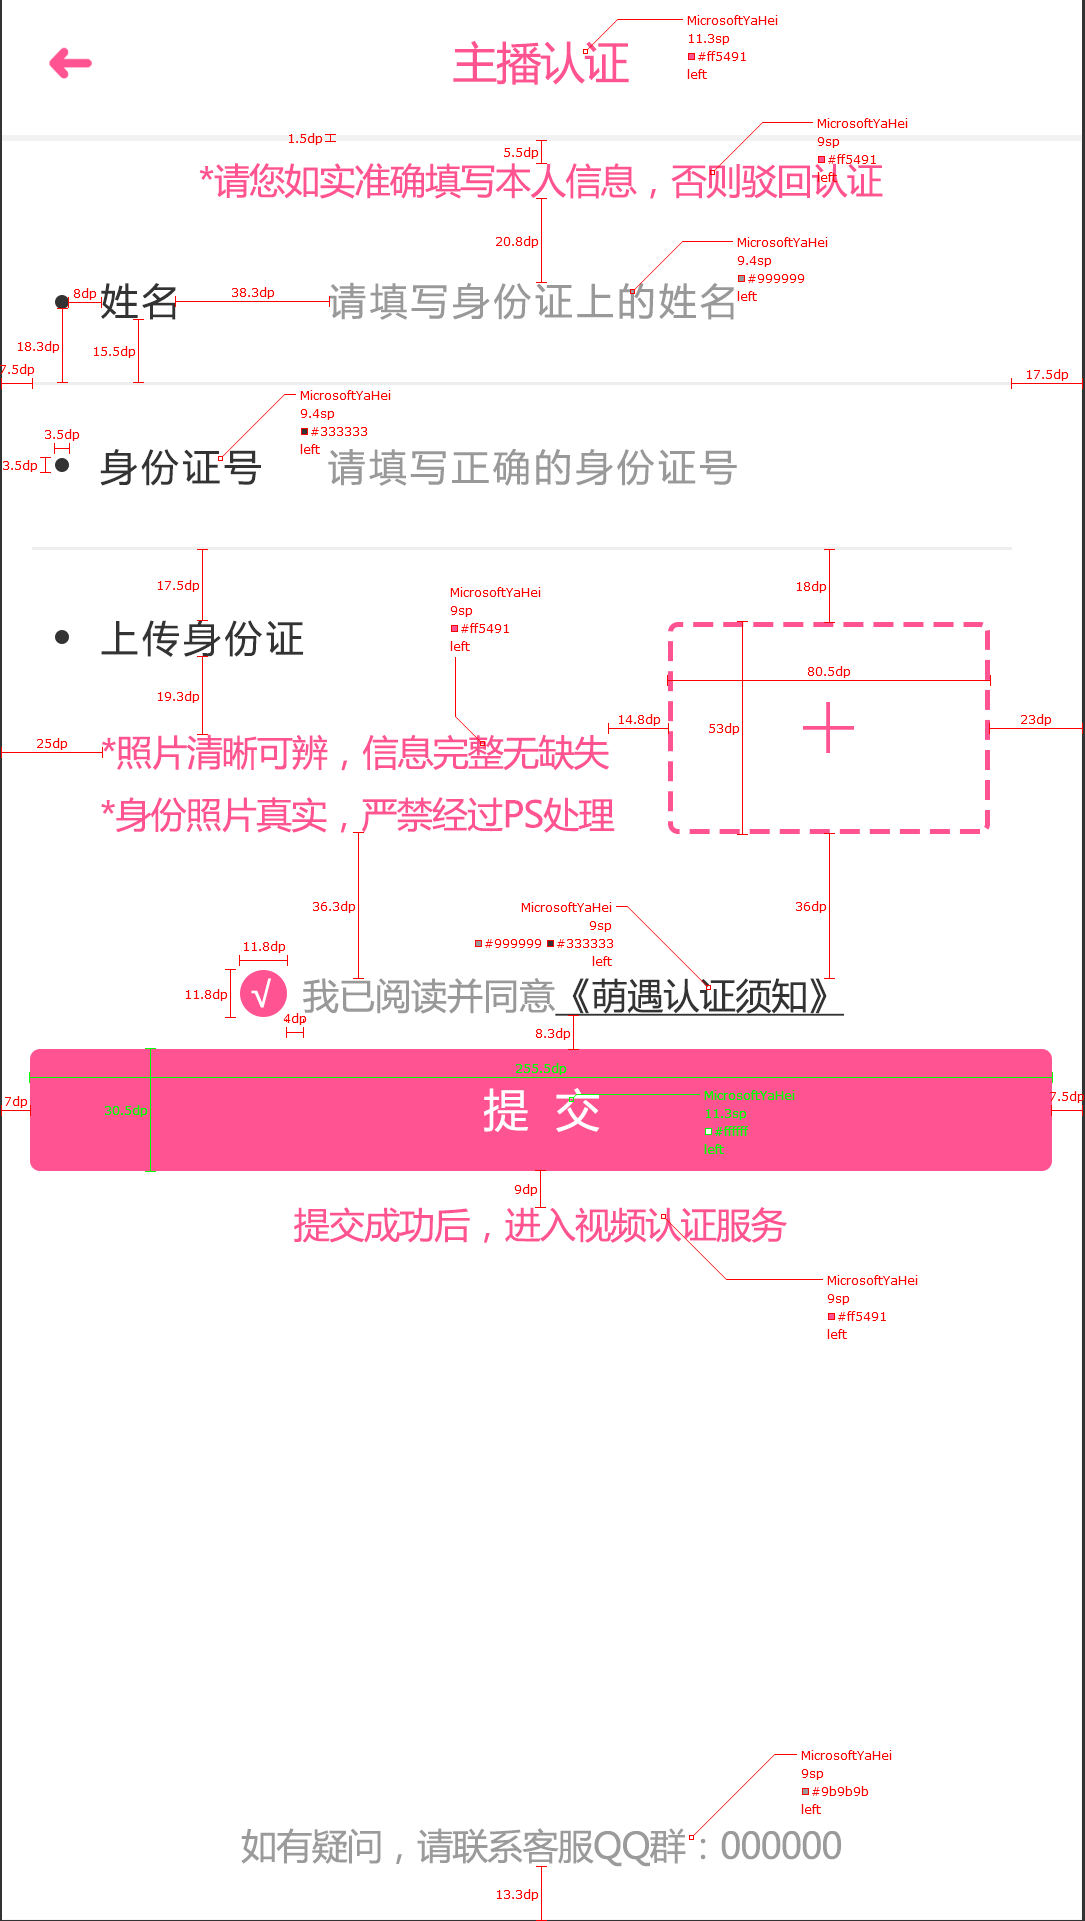 MicrosoftYaHei
11.3sp
#ff5491
left
主播认证
1.5dp
5.5dp
MicrosoftYaHei
9sp
#ff5491
left
*请您如实准确填写本人信息，否则驳回认证
20.8dp
MicrosoftYaHei
9.4sp
#999999
left
8dp
姓名
38.3dp
请填写身份证上的姓名
18.3dp
15.5dp
7.5dp
17.5dp
MicrosoftYaHei
9.4sp
#333333
left
3.5dp
3.5dp
身份证号
请填写正确的身份证号
17.5dp
18dp
MicrosoftYaHei
9sp
#ff5491
left
上传身份证
80.5dp
19.3dp
14.8dp
53dp
23dp
25dp
*照片清晰可辨，信息完整无缺失
*身份照片真实，严禁经过PS处理
36.3dp
36dp
MicrosoftYaHei
9sp
#999999 #333333
left
11.8dp
11.8dp
√
我已阅读并同意《萌遇认证须知》
4dp
8.3dp
7dp
30.5dp
提 交
MicrosoftYaHei
7.5dp
9dp
提交成功后，进入视频认证服务
MicrosoftYaHei
9sp
#ff5491
left
MicrosoftYaHei
9sp
#9b9b9b
left
如有疑问，请联系客服QQ群：000000
13.3dp